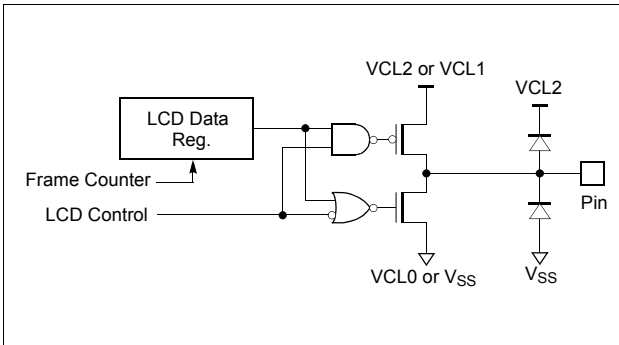 VCL2 or VCL1
VCL2
LCD Data
Reg.
Frame Counter
LCD Control
Pin
VCL0 or VSS
VSS